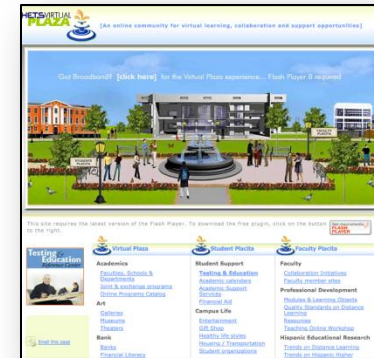 HETS VIRTUAL
PLAZA
[An online community for virtual learning, collaboration and support opportunities]
Got Broadband? [click here] for the Virtual Plaza experience... Flash Player 8 required
STUDENTS
PLACITA
FACULTY
PLACITA
This site requires the latest version of the Flash Player. To download the free plugin, click on the button
to the right.
FLASH
PLAYER
Testing &
Education
Email this page
Virtual Plaza
Academics
Faculties, Schools &
Departments
Joint & exchange programs
Online Programs Catalog
Art
Galleries
Museums
Theaters
Bank
Banks
Financial Literacy
Student Placita
Student Support
Testing & Education
Academic calendars
Academic Support
Services
Financial Aid
Campus Life
Entertainment
Gift Shop
Healthy life styles
Housing / Transportation
Student organizations
Faculty Placita
Faculty
Collaboration Initiatives
Faculty member sites
Professional Development
Modules & Learning Objects
Quality Standards on Distance
Learning
Resources
Teaching Online Workshop
Hispanic Educational Research
Trends on Distance Learning
Trends on Hispanic Higher